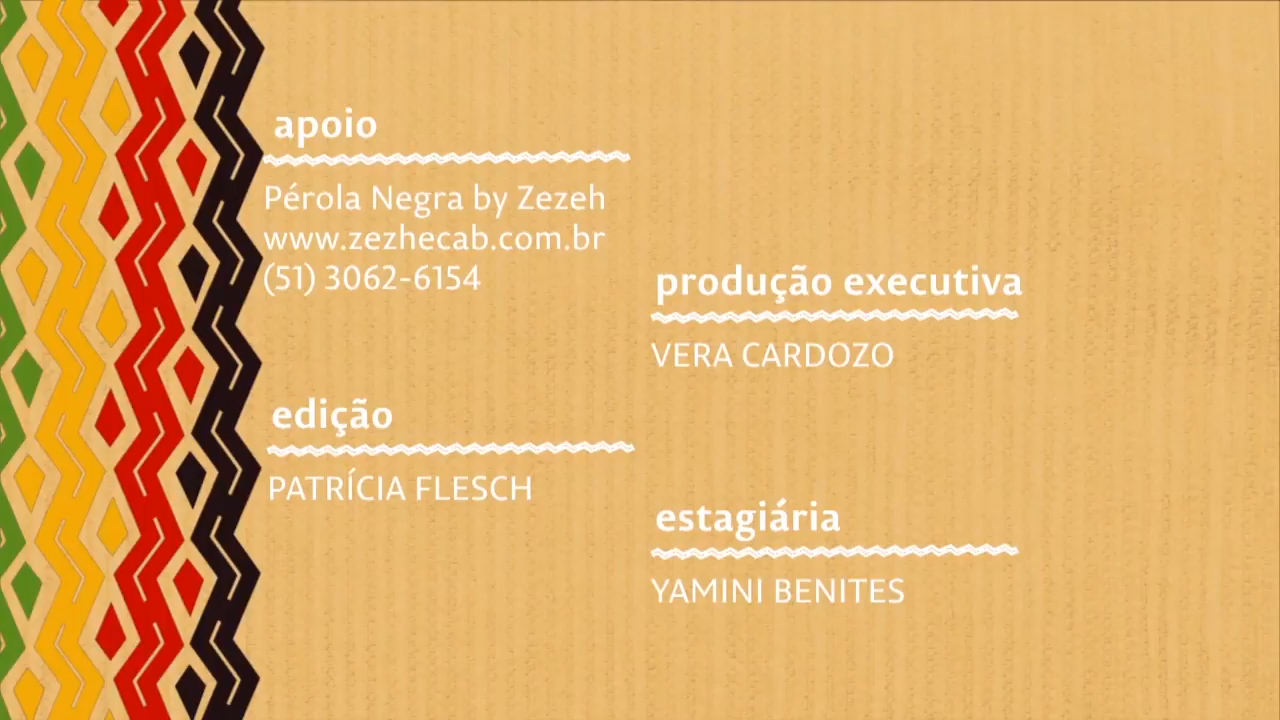 apoio
Pérola Negra by Zezeh
www.zezhecab.com.br
(51) 3062-6154
edição
PATRÍCIA FLESCH
produção executiva
VERA CARDOZO
estagiária
YAMINI BENITES